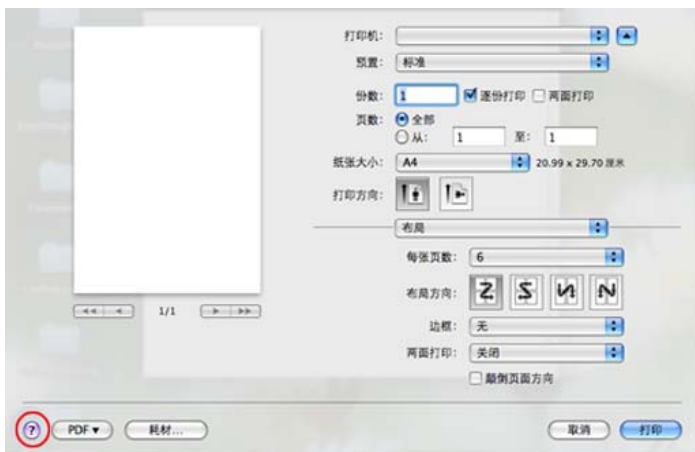 打印机:
预置: 标准
份数: 1 逐份打印 两面打印
页数: 全部
从: 1 至: 1
纸张大小: A4 20.99 x 29.70 厘米
打印方向:
布局
每张页数: 6
布局方向:
1/1
边框: 无
两面打印: 关闭
颠倒页面方向
? PDF 耗材... 取消 打印